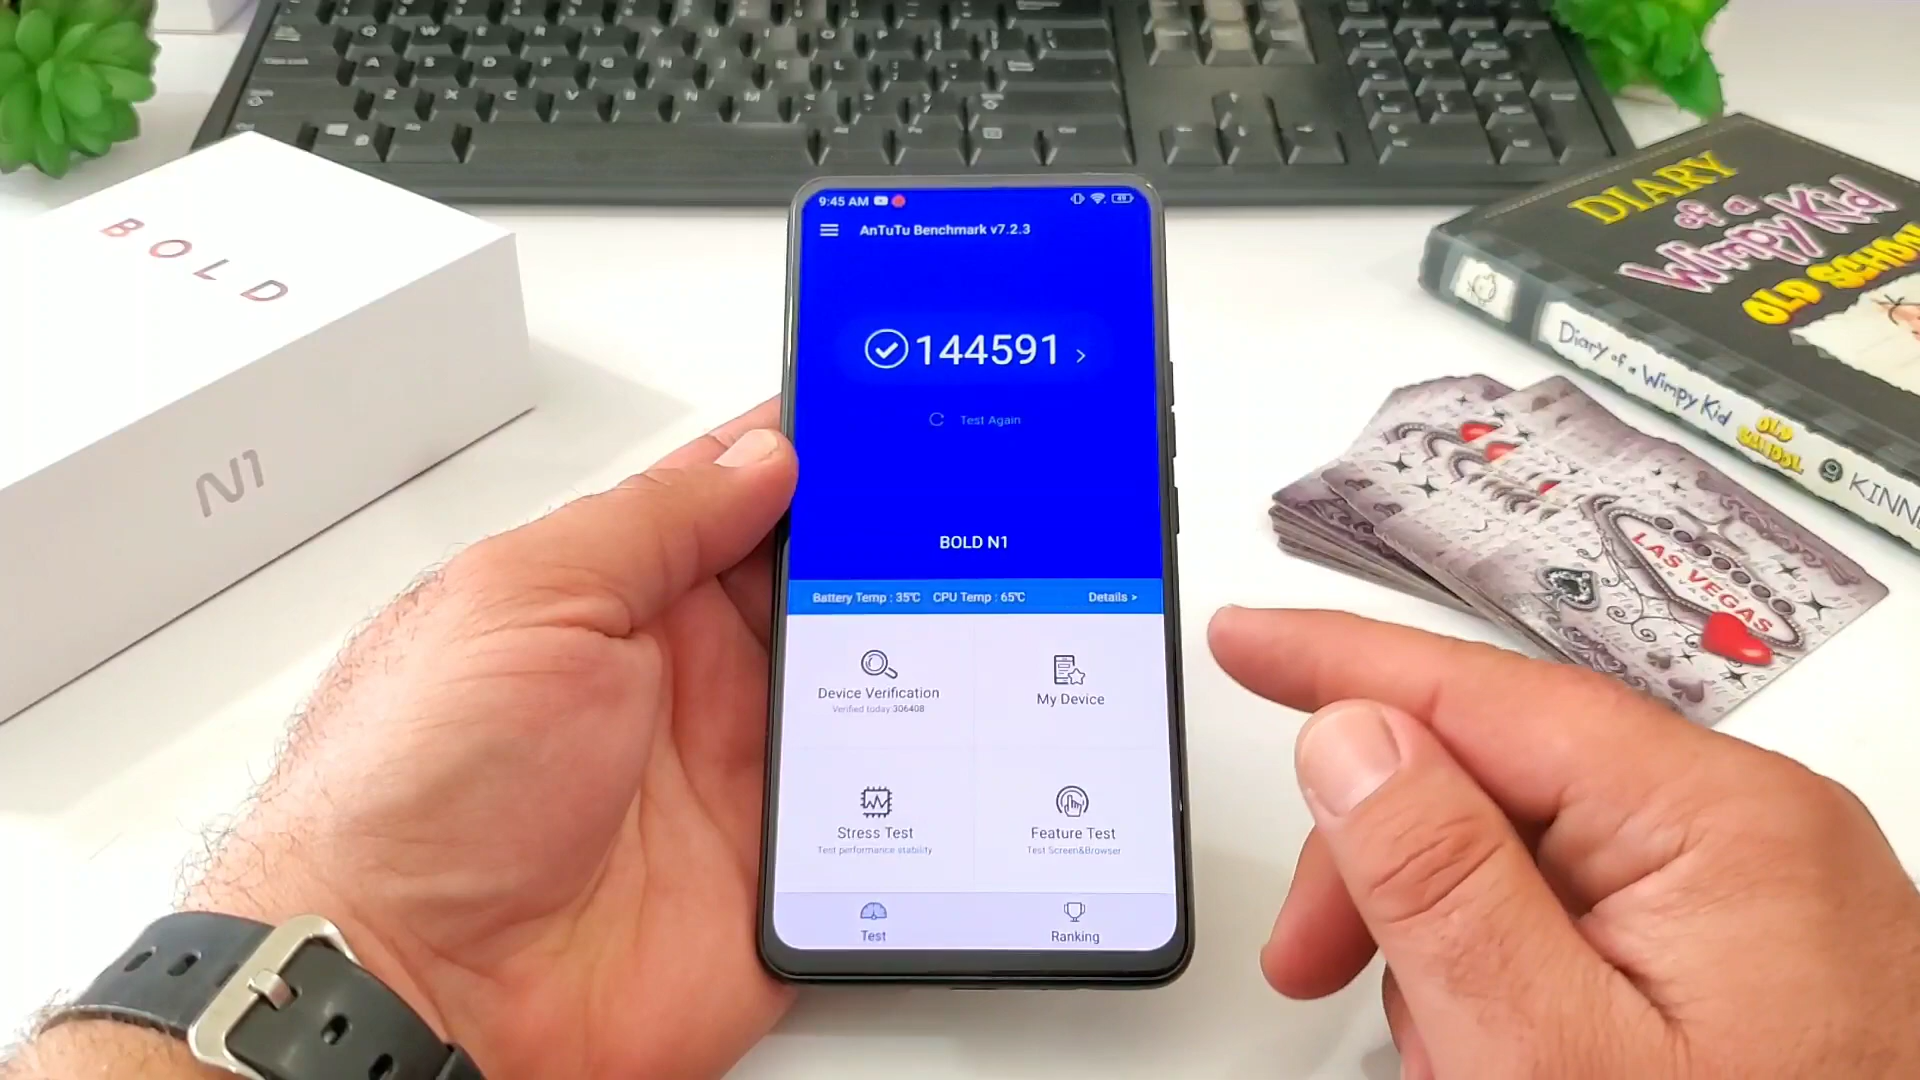 BOLD
N1
9:45 AM
49
AnTuTu Benchmark v7.2.3
144591 >
Test Again
BOLD N1
Battery Temp : 35℃ CPU Temp : 65℃ Details >
Device Verification
Verified today:306408
My Device
Stress Test
Test performance stability
Feature Test
Test Screen&Browser
Test
Ranking
DIARY
of a
Wimpy Kid
OLD SCHOOL
Diary of a Wimpy Kid
OLD
SCHOOL
10
KINN
LAS VEGAS
Q W E R T Y
A S D F G H J K L
Z X C V B N M